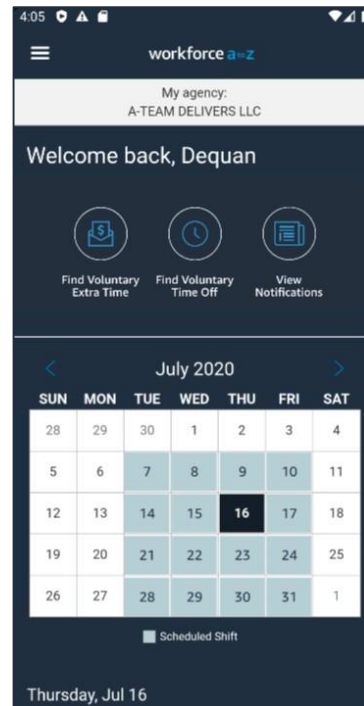 4:05
workforce a to z
My agency:
A-TEAM DELIVERS LLC
Welcome back, Dequan
Find Voluntary Extra Time
Find Voluntary Time Off
View Notifications
July 2020
SUN MON TUE WED THU FRI SAT
28 29 30 1 2 3 4
5 6 7 8 9 10 11
12 13 14 15 16 17 18
19 20 21 22 23 24 25
26 27 28 29 30 31 1
Scheduled Shift
Thursday, Jul 16